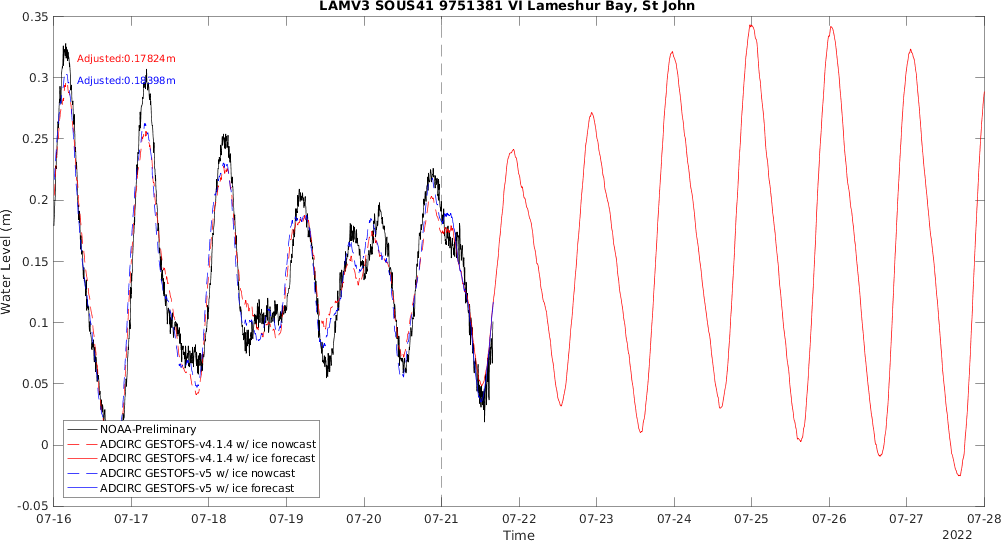 LAMV3 SOUS41 9751381 VI Lameshur Bay, St John
0.35
0.3
0.25
0.2
0.15
0.1
0.05
0
-0.05
Water Level (m)
Adjusted:0.17824m
Adjusted:0.18398m
NOAA-Preliminary
ADCIRC GESTOFS-v4.1.4 w/ ice nowcast
ADCIRC GESTOFS-v4.1.4 w/ ice forecast
ADCIRC GESTOFS-v5 w/ ice nowcast
ADCIRC GESTOFS-v5 w/ ice forecast
07-16 07-17 07-18 07-19 07-20 07-21 07-22 07-23 07-24 07-25 07-26 07-27 07-28
Time
2022